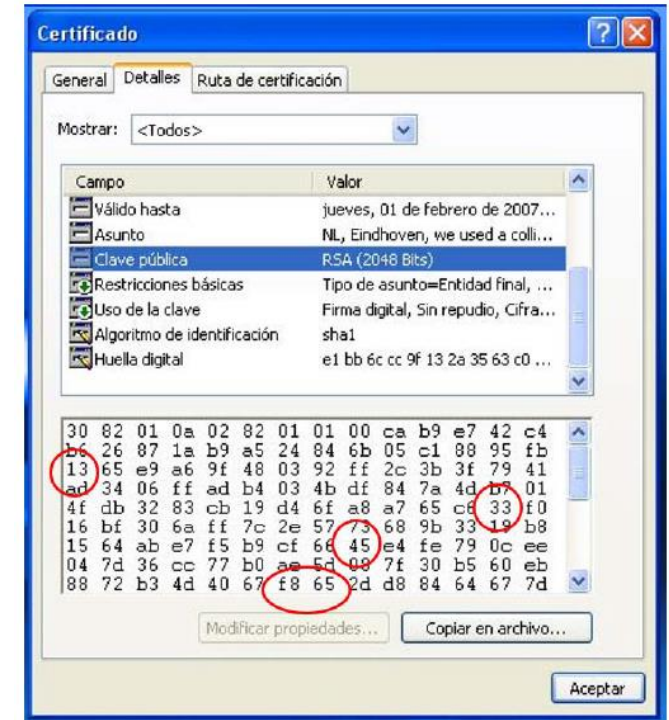 Certificado
General Detalles Ruta de certificación
Mostrar: <Todos>
Campo Valor
Válido hasta jueves, 01 de febrero de 2007...
Asunto NL, Eindhoven, we used a colli...
Clave pública RSA (2048 Bits)
Restricciones básicas Tipo de asunto=Entidad final, ...
Uso de la clave Firma digital, Sin repudio, Cifra...
Algoritmo de identificación sha1
Huella digital e1 bb 6c cc 9f 13 2a 35 63 c0 ...
30 82 01 0a 02 82 01 01 00 ca b9 e7 42 c4
b6 26 87 1a b9 a5 24 84 6b 05 c1 88 95 fb
13 65 e9 a6 9f 48 03 92 ff 2c 3b 3f 79 41
ad 34 06 ff ad b4 03 4b df 84 7a 4d b7 01
4f db 32 83 cb 19 d4 6f a8 a7 65 c6 33 f0
16 bf 30 6a ff 7c 2e 57 73 68 9b 33 19 b8
15 64 ab e7 f5 b9 cf 66 45 e4 fe 79 0c ee
04 7d 36 cc 77 b0 ae 5d 08 7f 30 b5 60 eb
88 72 b3 4d 40 67 f8 65 2d d8 84 64 67 7d
Modificar propiedades... Copiar en archivo...
Aceptar